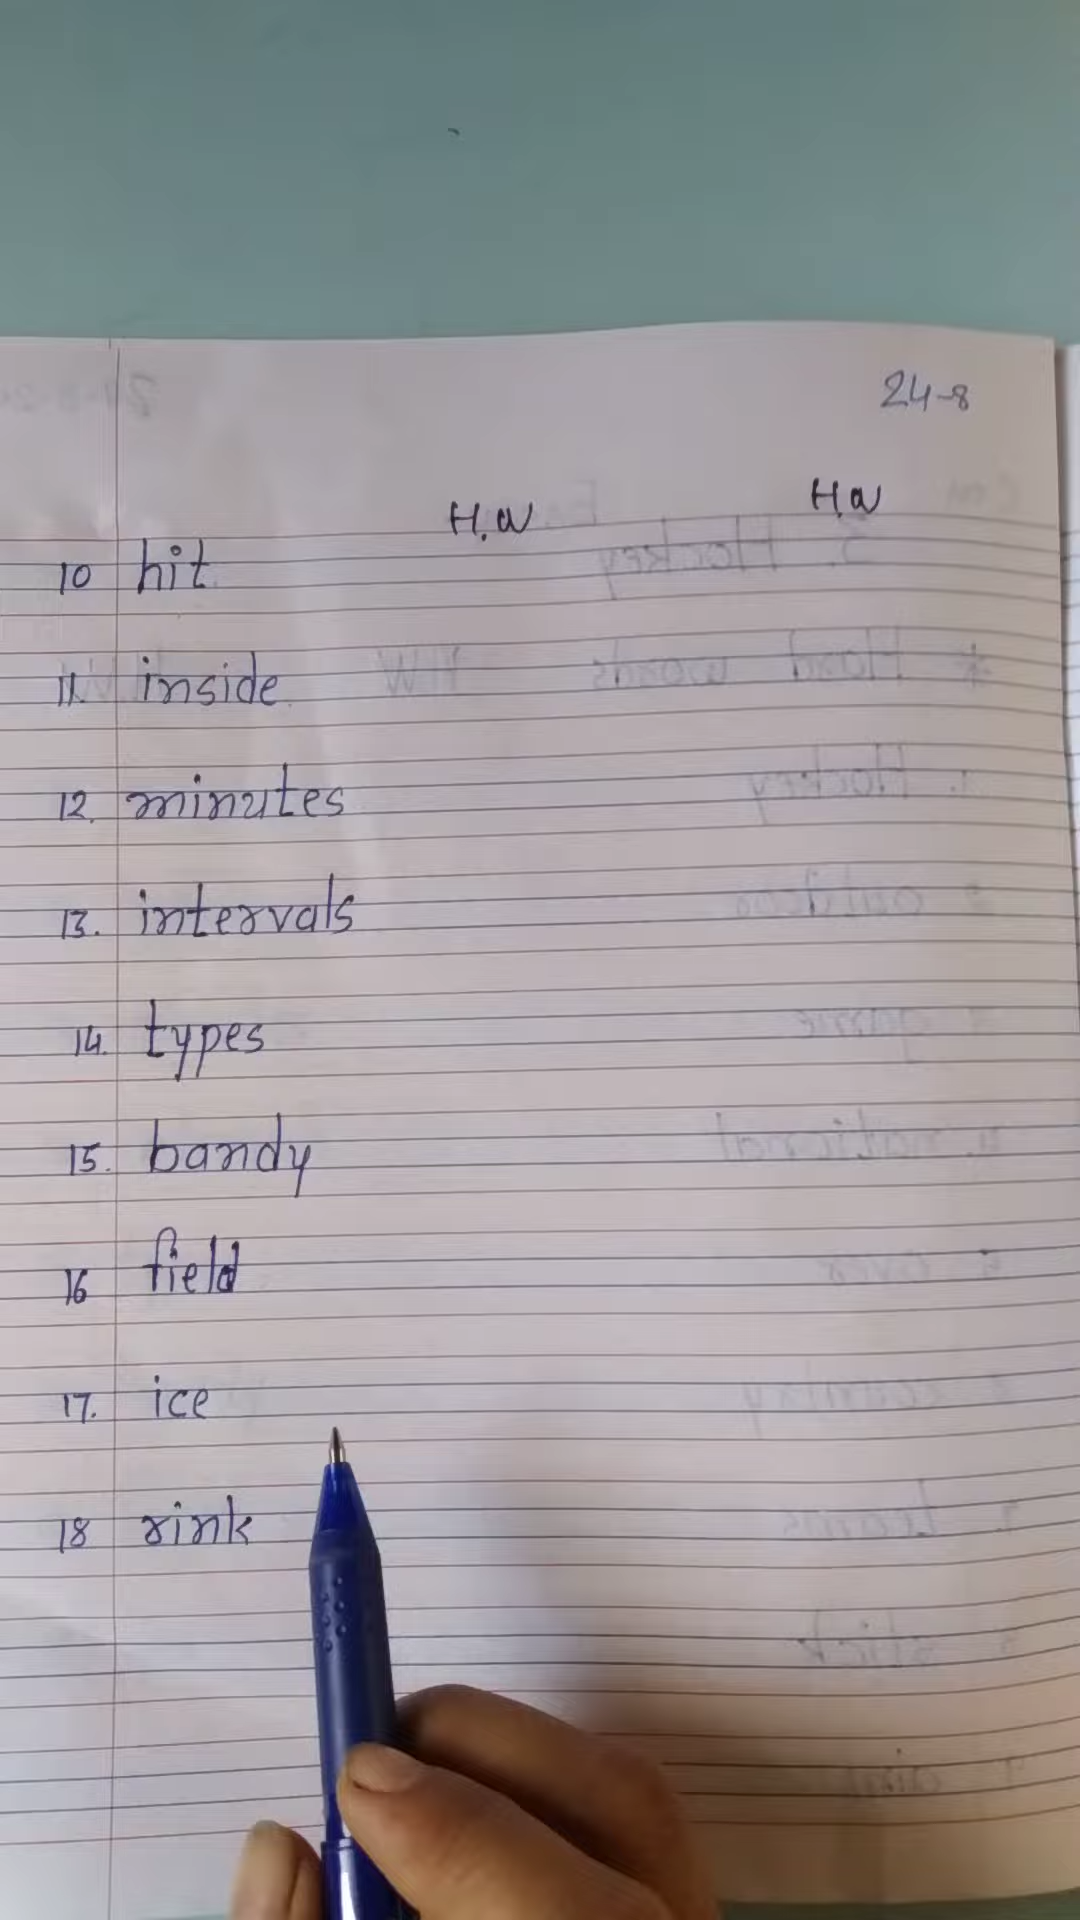 24-8
H.W H.W
10 hit
11. inside
12. minutes
13. intervals
14. types
15. bandy
16 field
17. ice
18 rink